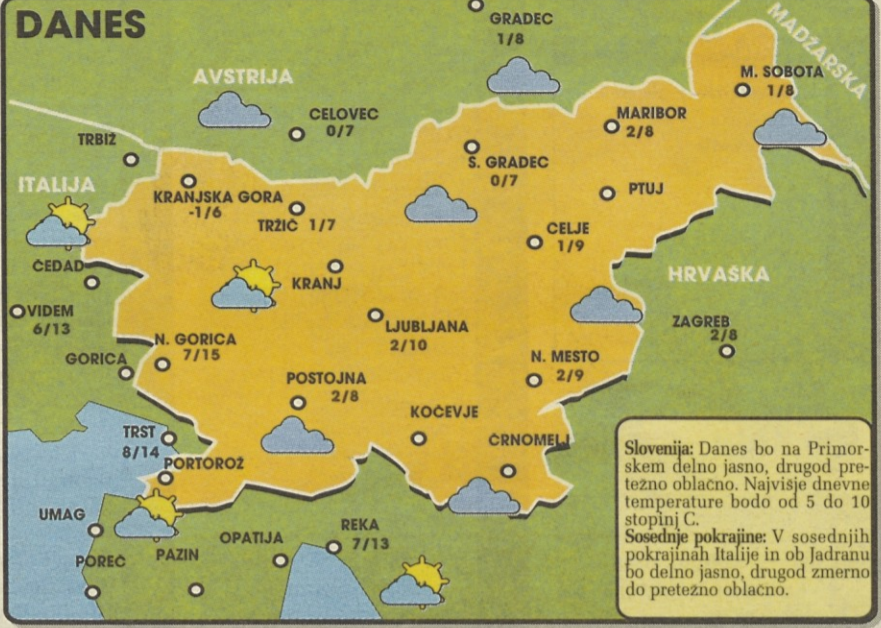 DANES
GRADEC
1/8
MADŽARSKA
AVSTRIJA
M. SOBOTA
1/8
CELOVEC
0/7
MARIBOR
2/8
TRBIŽ
S. GRADEC
0/7
ITALIJA
KRANJSKA GORA
-1/6
PTUJ
TRŽIČ 1/7
CELJE
1/9
ČEDAD
HRVAŠKA
KRANJ
VIDEM
6/13
LJUBLJANA
2/10
ZAGREB
2/8
N. GORICA
7/15
GORICA
N. MESTO
2/9
POSTOJNA
2/8
KOČEVJE
TRST
8/14
ČRNOMELJ
PORTOROŽ
UMAG
REKA
7/13
OPATIJA
PAZIN
POREČ
Slovenija: Danes bo na Primor-
skem delno jasno, drugod pre-
težno oblačno. Najvišje dnevne
temperature bodo od 5 do 10
stopinj C.
Sosednje pokrajine: V sosednjih
pokrajinah Italije in ob Jadranu
bo delno jasno, drugod zmerno
do pretežno oblačno.